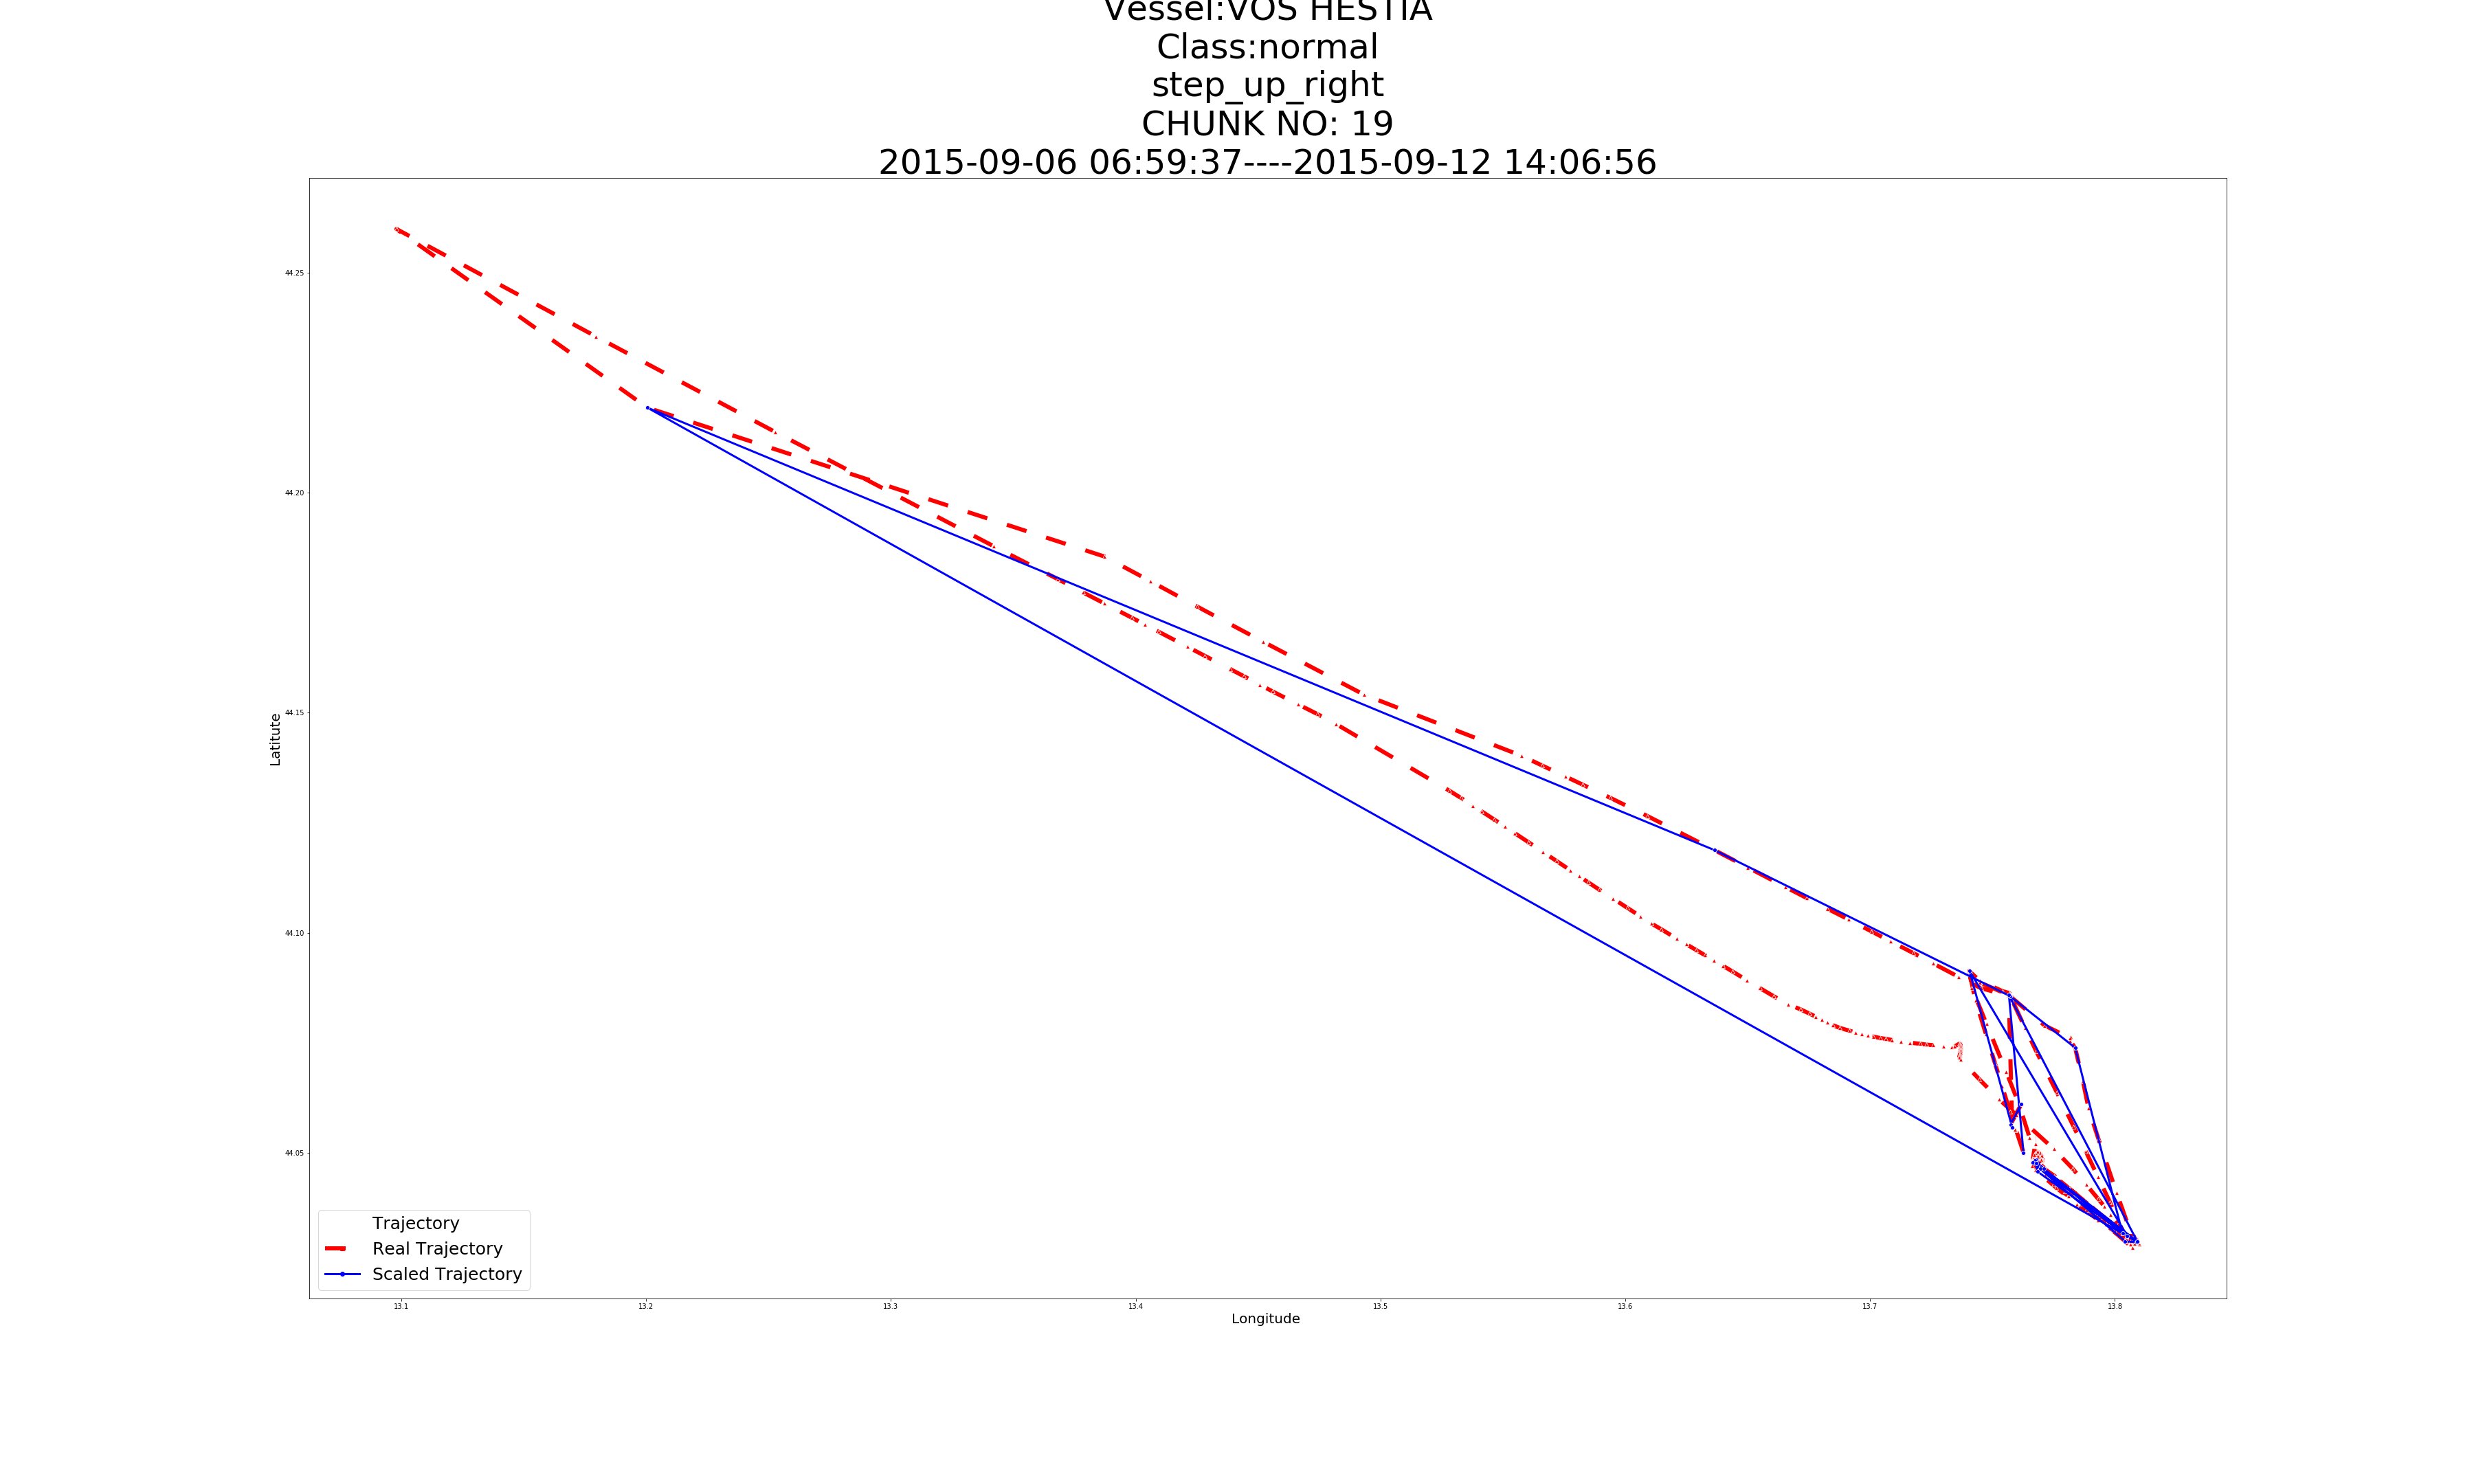 Vessel:VOS HESTIA
Class:normal
step_up_right
CHUNK NO: 19
2015-09-06 06:59:37----2015-09-12 14:06:56
44.25
44.20
44.15
44.10
44.05
Latitute
13.1
13.2
13.3
13.4
13.5
13.6
13.7
13.8
Longitude
Trajectory
Real Trajectory
Scaled Trajectory